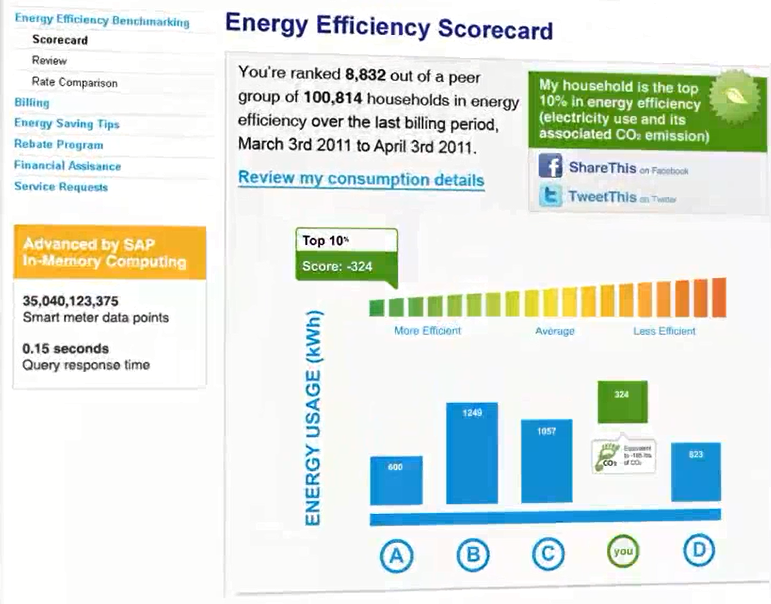 Energy Efficiency Benchmarking
Scorecard
Review
Rate Comparison
Billing
Energy Saving Tips
Rebate Program
Financial Assisance
Service Requests
Advanced by SAP
In-Memory Computing
35,040,123,375
Smart meter data points
0.15 seconds
Query response time
Energy Efficiency Scorecard
You're ranked 8,832 out of a peer
group of 100,814 households in energy
efficiency over the last billing period,
March 3rd 2011 to April 3rd 2011.
Review my consumption details
My household is the top
10% in energy efficiency
(electricity use and its
associated CO₂ emission)
ShareThis on Facebook
TweetThis on Twitter
Top 10%
Score: -324
More Efficient
Average
Less Efficient
ENERGY USAGE (kWh)
600
1249
1057
324
823
CO₂
Equivalent
of CO₂
A
B
C
you
D